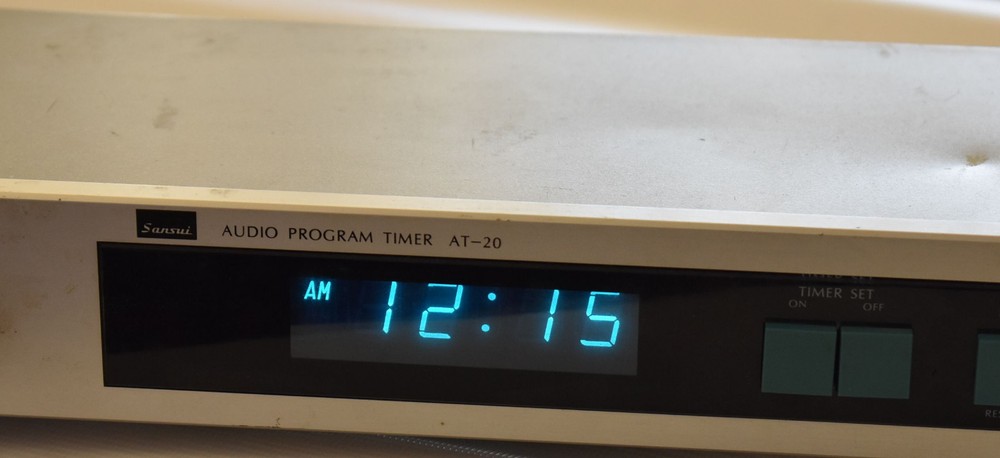 Sansui
AUDIO PROGRAM TIMER AT-20
AM 12:15
TIMER SET
ON OFF